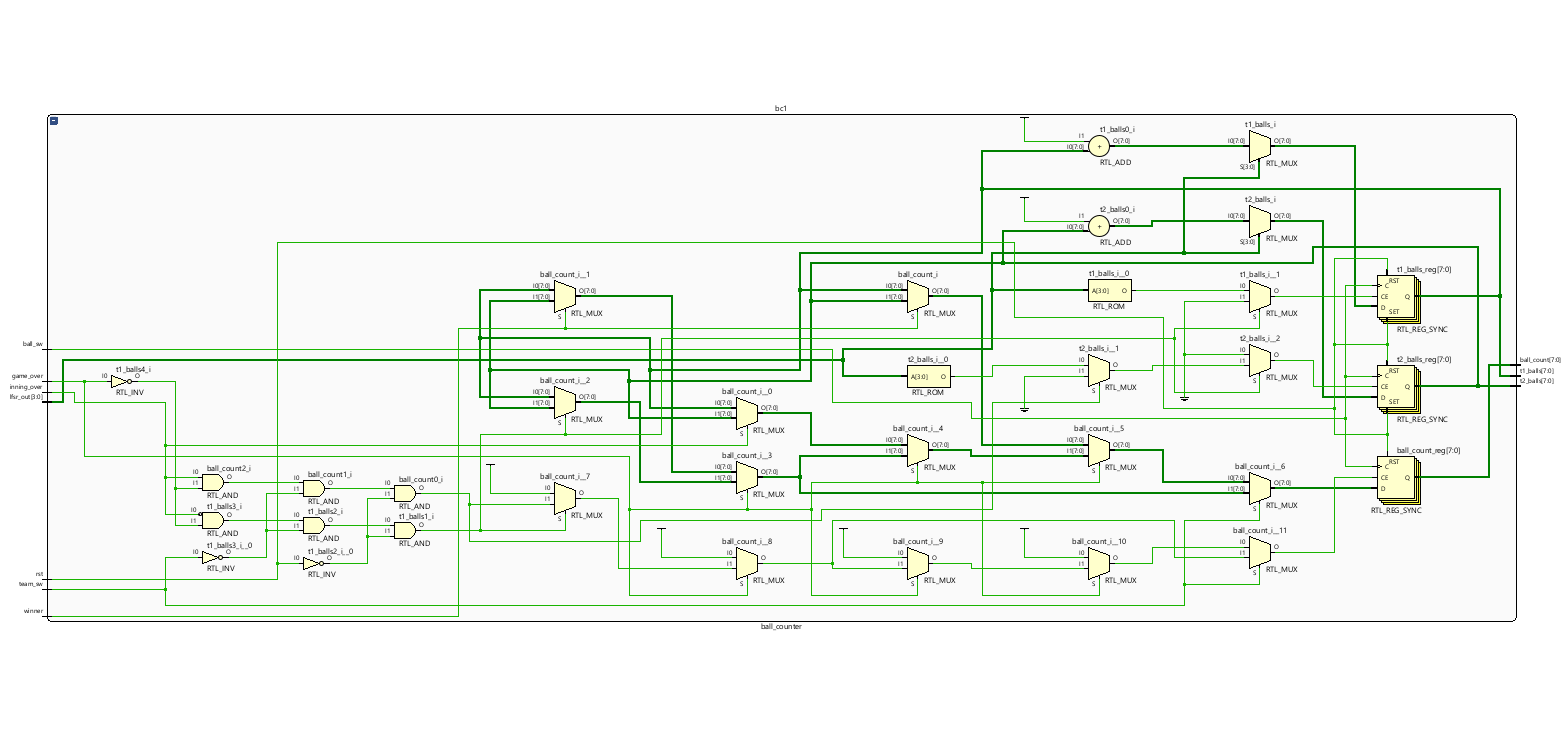 bc1
t1_balls0_i
I1
I0[7:0]
+
O[7:0]
RTL_ADD
t1_balls_i
I0[7:0]
O[7:0]
S[3:0]
RTL_MUX
t2_balls0_i
I1
I0[7:0]
+
O[7:0]
RTL_ADD
t2_balls_i
I0[7:0]
O[7:0]
S[3:0]
RTL_MUX
ball_count_i__1
I0[7:0]
I1[7:0]
O[7:0]
S
RTL_MUX
ball_count_i
I0[7:0]
I1[7:0]
O[7:0]
S
RTL_MUX
t1_balls_i__0
A[3:0]
O
RTL_ROM
t1_balls_i__1
I0
I1
O
S
RTL_MUX
t1_balls_reg[7:0]
RST
C
CE
D
Q
SET
RTL_REG_SYNC
ball_sw
game_over
inning_over
lfsr_out[3:0]
t1_balls4_i
I0
O
RTL_INV
ball_count_i__2
I0[7:0]
I1[7:0]
O[7:0]
S
RTL_MUX
ball_count_i__0
I0[7:0]
I1[7:0]
O[7:0]
S
RTL_MUX
t2_balls_i__0
A[3:0]
O
RTL_ROM
t2_balls_i__1
I0
I1
O
S
RTL_MUX
t2_balls_i__2
I0
I1
O
S
RTL_MUX
t2_balls_reg[7:0]
RST
C
CE
D
Q
SET
RTL_REG_SYNC
ball_count[7:0]
t1_balls[7:0]
t2_balls[7:0]
ball_count2_i
I0
I1
O
RTL_AND
ball_count1_i
I0
I1
O
RTL_AND
ball_count0_i
I0
I1
O
RTL_AND
t1_balls3_i
I0
I1
O
RTL_AND
t1_balls2_i
I0
I1
O
RTL_AND
t1_balls1_i
I0
I1
O
RTL_AND
t1_balls3_i__0
I0
O
RTL_INV
t1_balls2_i__0
I0
O
RTL_INV
ball_count_i__7
I0
I1
O
S
RTL_MUX
ball_count_i__3
I0[7:0]
I1[7:0]
O[7:0]
S
RTL_MUX
ball_count_i__4
I0[7:0]
I1[7:0]
O[7:0]
S
RTL_MUX
ball_count_i__5
I0[7:0]
I1[7:0]
O[7:0]
S
RTL_MUX
ball_count_i__6
I0[7:0]
I1[7:0]
O[7:0]
S
RTL_MUX
ball_count_reg[7:0]
RST
C
CE
D
Q
RTL_REG_SYNC
ball_count_i__8
I0
I1
O
S
RTL_MUX
ball_count_i__9
I0
I1
O
S
RTL_MUX
ball_count_i__10
I0
I1
O
S
RTL_MUX
ball_count_i__11
I0
I1
O
S
RTL_MUX
rst
team_sw
winner
ball_counter